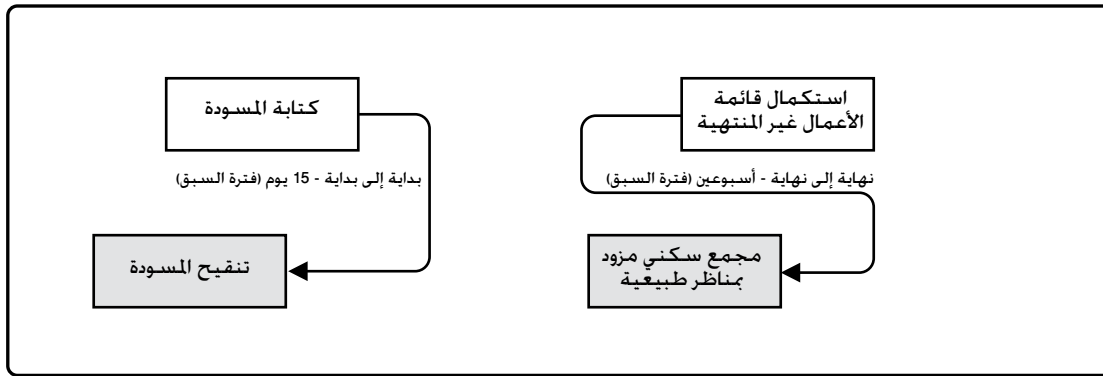 استكمال قائمة
الأعمال غير المنتهية
نهاية إلى نهاية - أسبوعين (فترة السبق)
مجمع سكني مزود
بمناظر طبيعية
كتابة المسودة
بداية إلى بداية - 15 يوم (فترة السبق)
تنقيح المسودة